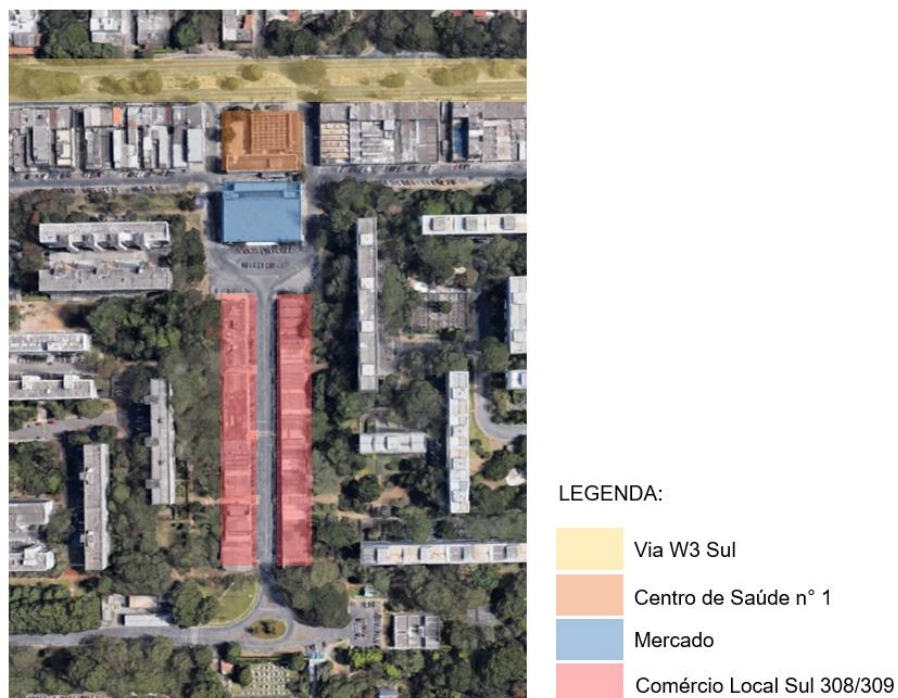 LEGENDA:
Via W3 Sul
Centro de Saúde n° 1
Mercado
Comércio Local Sul 308/309